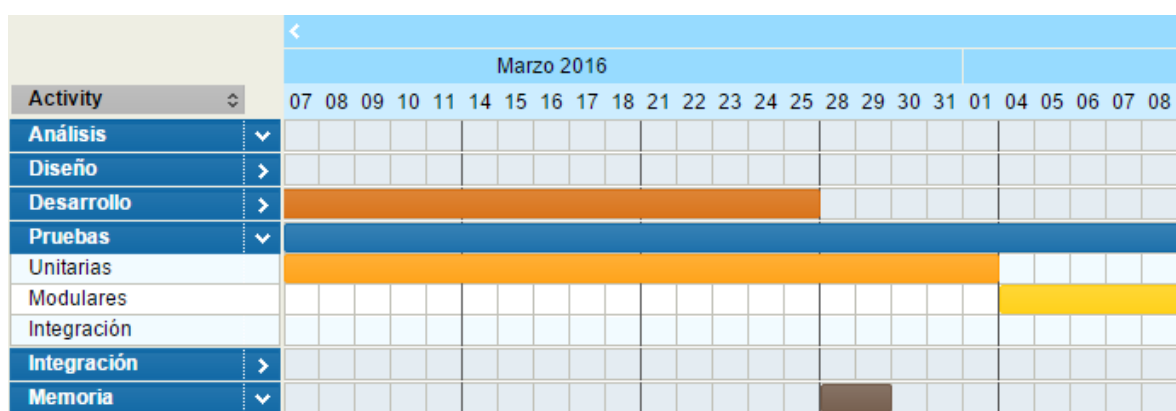 Marzo 2016
Activity 07 08 09 10 11 14 15 16 17 18 21 22 23 24 25 28 29 30 31 01 04 05 06 07 08
Análisis
Diseño
Desarrollo
Pruebas
Unitarias
Modulares
Integración
Integración
Memoria